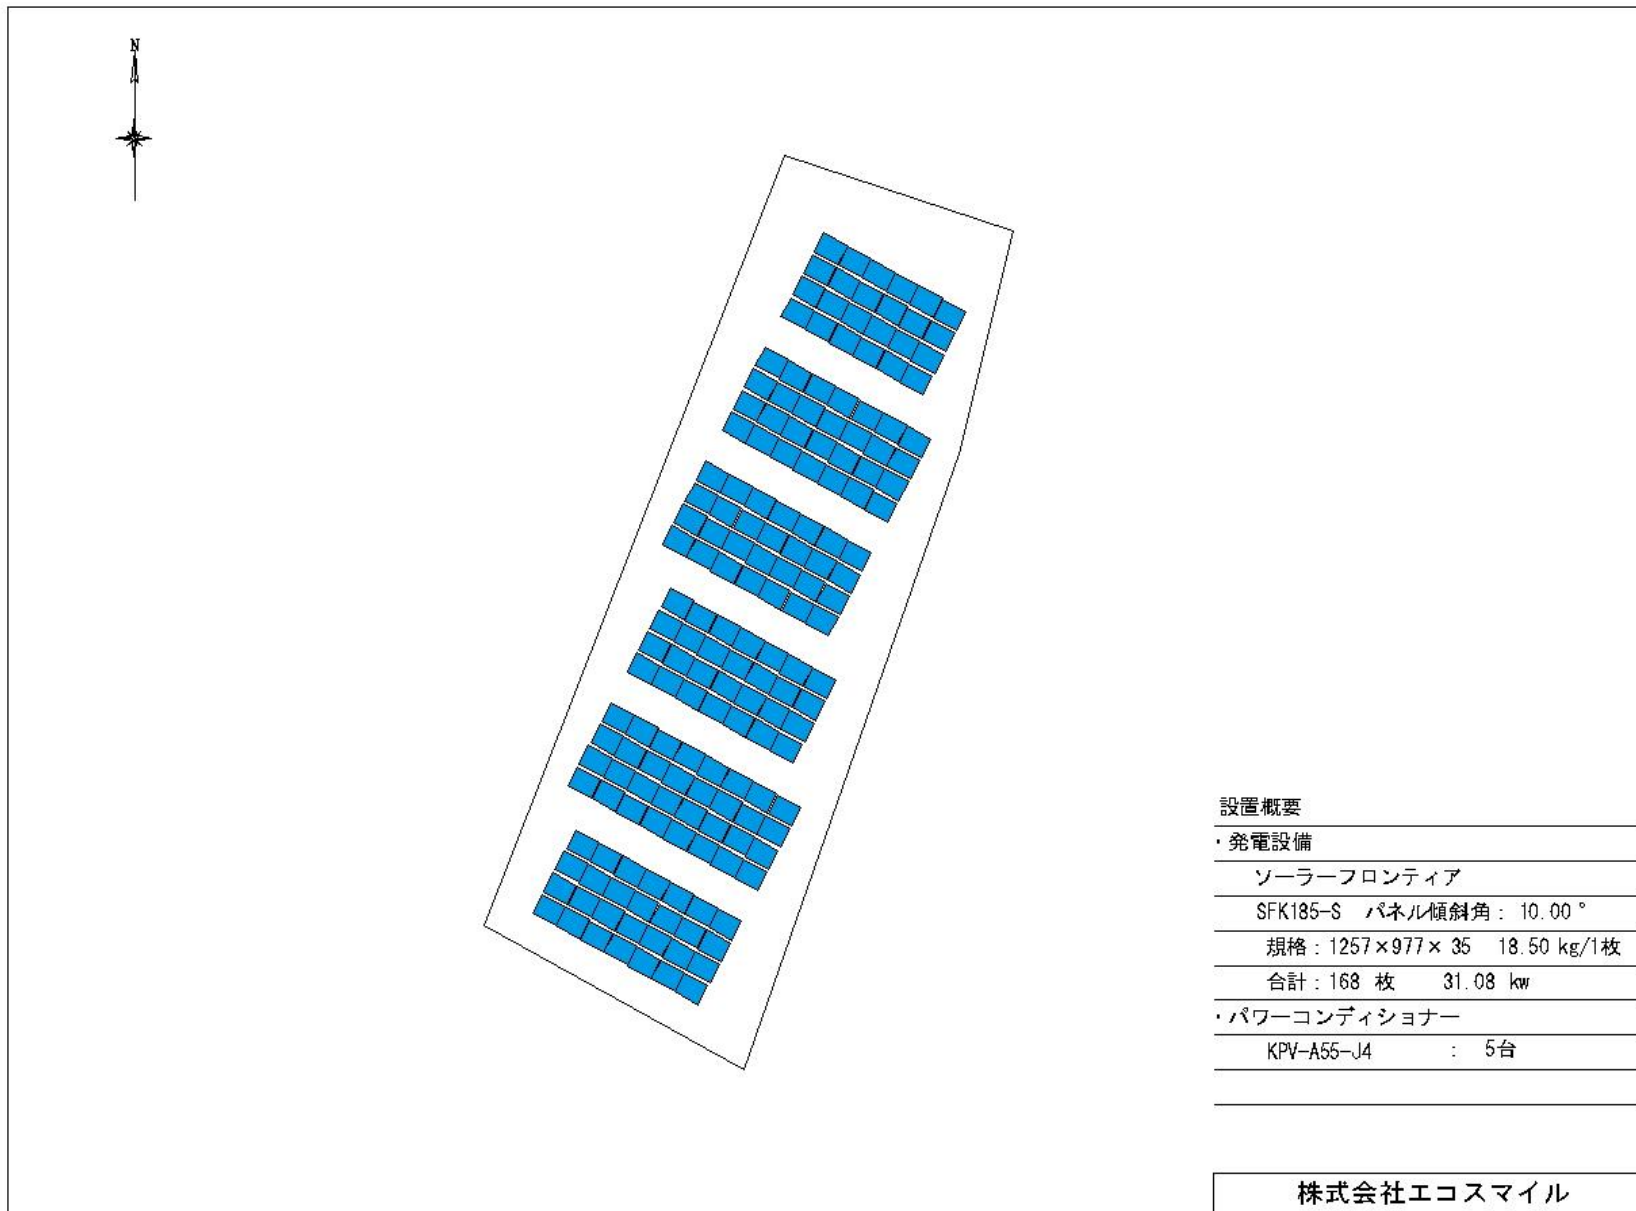 N
設置概要
・発電設備
ソーラーフロンティア
SFK185-S パネル傾斜角: 10.00°
規格:1257×977× 35 18.50 kg/1枚
合計:168 枚 31.08 kw
・パワーコンディショナー
KPV-A55-J4 : 5台
株式会社エコスマイル